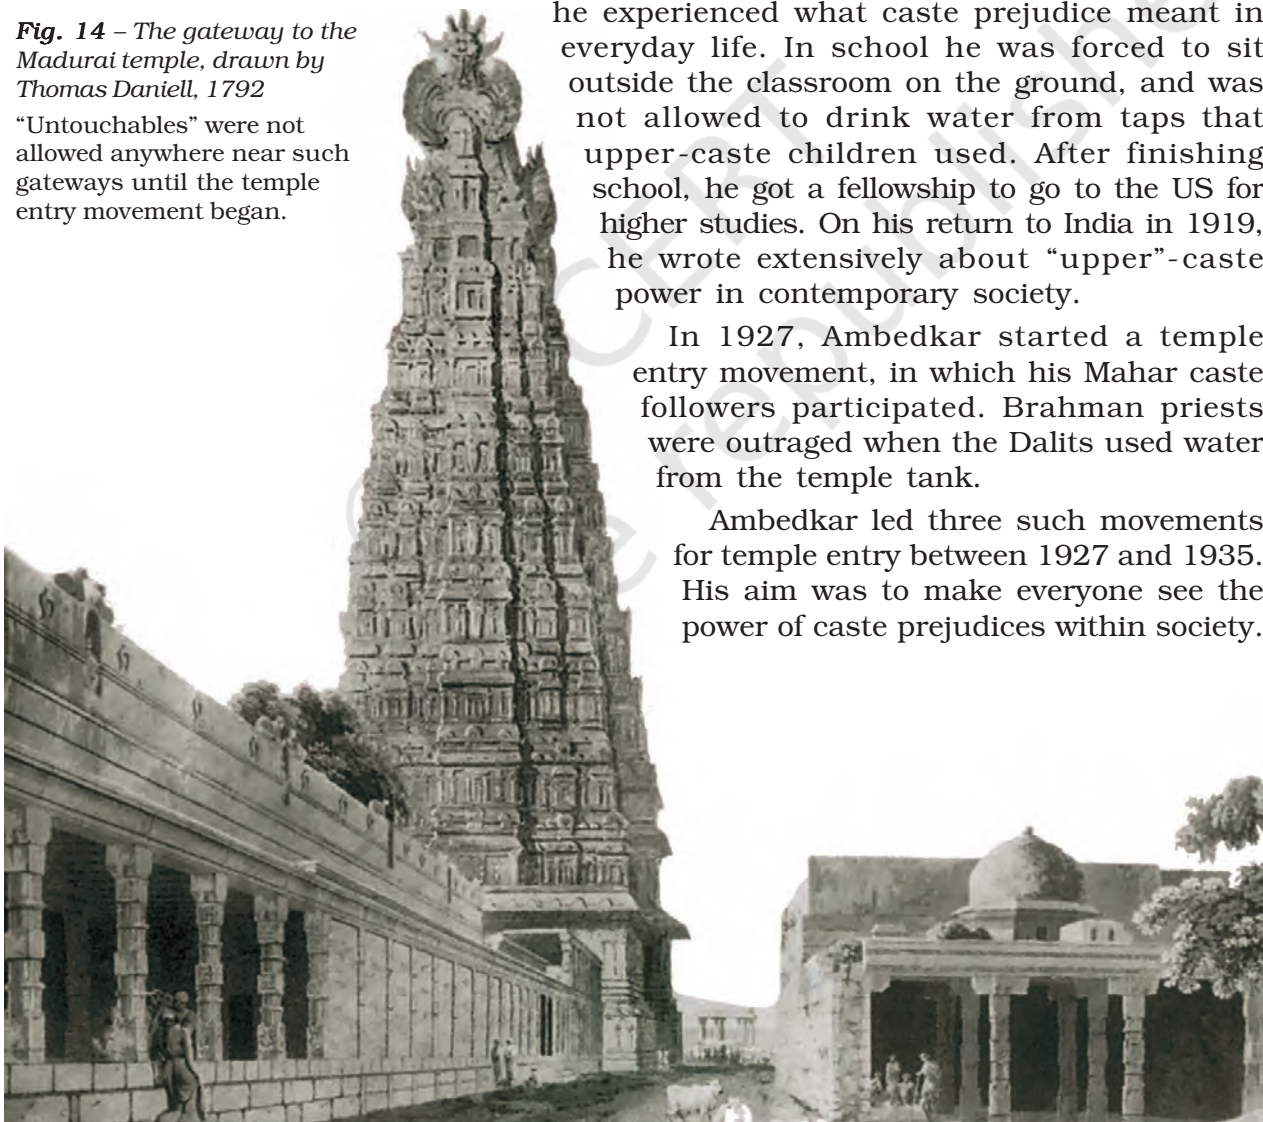 Fig. 14 – The gateway to the
Madurai temple, drawn by
Thomas Daniell, 1792
“Untouchables” were not
allowed anywhere near such
gateways until the temple
entry movement began.
he experienced what caste prejudice meant in
everyday life. In school he was forced to sit
outside the classroom on the ground, and was
not allowed to drink water from taps that
upper-caste children used. After finishing
school, he got a fellowship to go to the US for
higher studies. On his return to India in 1919,
he wrote extensively about “upper”-caste
power in contemporary society.
In 1927, Ambedkar started a temple
entry movement, in which his Mahar caste
followers participated. Brahman priests
were outraged when the Dalits used water
from the temple tank.
Ambedkar led three such movements
for temple entry between 1927 and 1935.
His aim was to make everyone see the
power of caste prejudices within society.